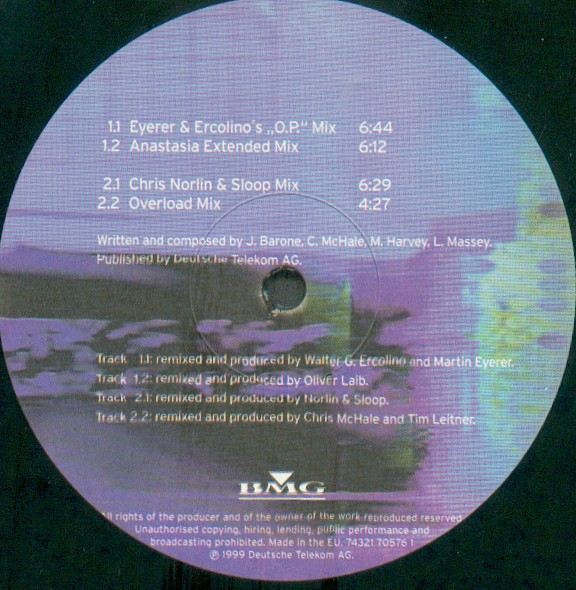 1.1 Eyerer & Ercolino´s „O.P.“ Mix 6:44
1.2 Anastasia Extended Mix 6:12
2.1 Chris Norlin & Sloop Mix 6:29
2.2 Overload Mix 4:27
Written and composed by J. Barone, C. McHale, M. Harvey, L. Massey.
Published by Deutsche Telekom AG.
Track 1.1: remixed and produced by Walter G. Ercolino and Martin Eyerer.
Track 1.2: remixed and produced by Oliver Laib.
Track 2.1: remixed and produced by Norlin & Sloop.
Track 2.2: remixed and produced by Chris McHale and Tim Leitner.
BMG
All rights of the producer and of the owner of the work reproduced reserved.
Unauthorised copying, hiring, lending, public performance and
broadcasting prohibited. Made in the EU. 74321 70576 1
℗ 1999 Deutsche Telekom AG.